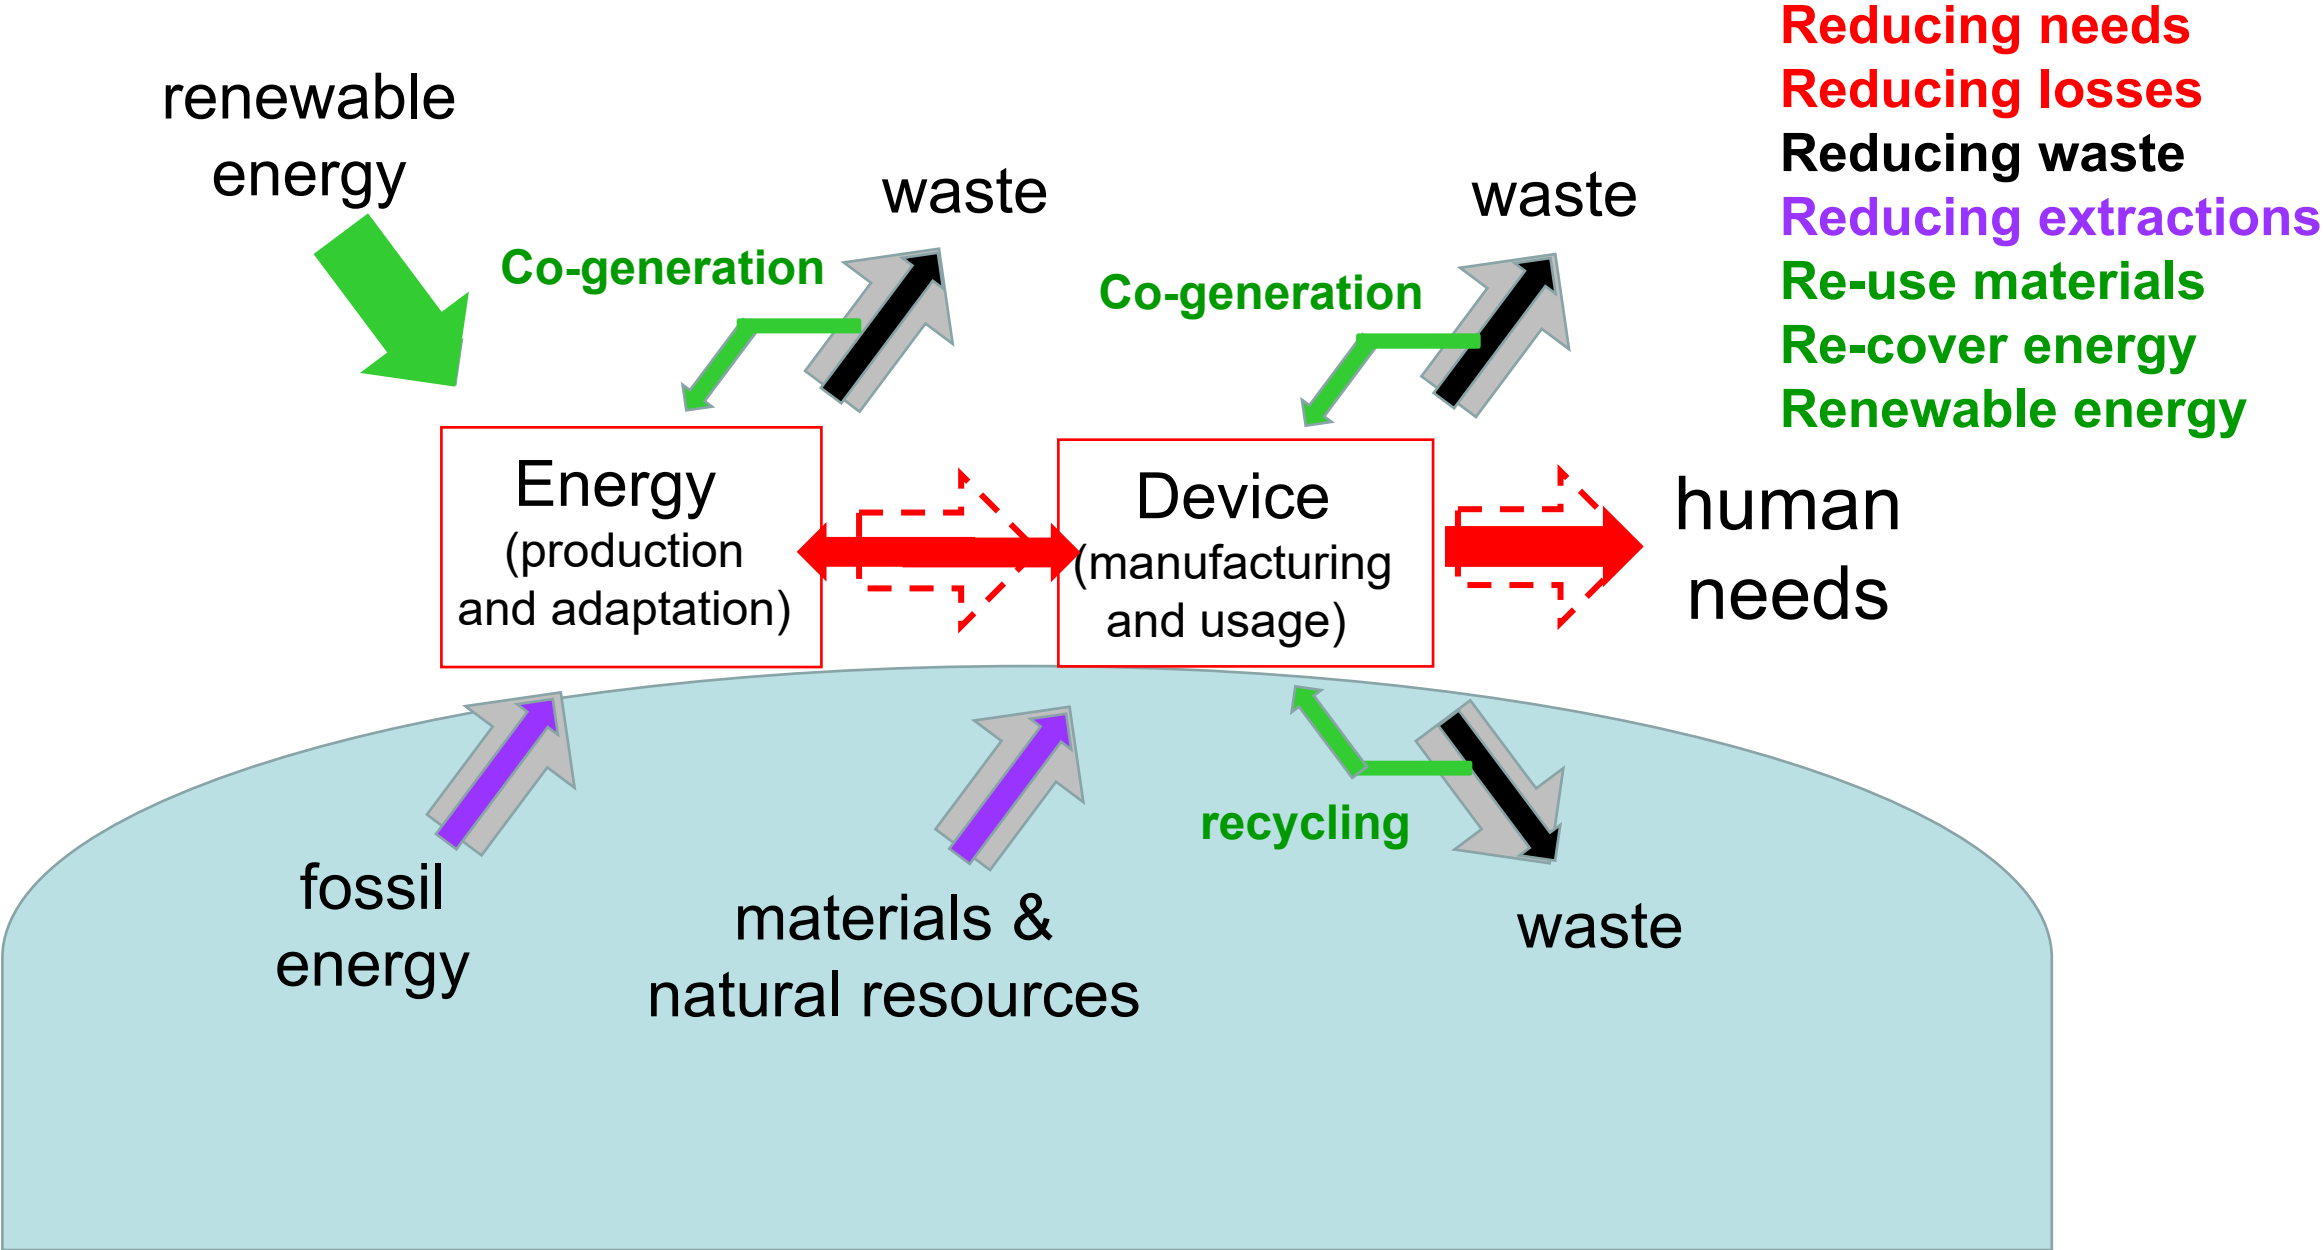 Reducing needs
Reducing losses
Reducing waste
Reducing extractions
Re-use materials
Re-cover energy
Renewable energy
renewable
energy
waste
waste
Co-generation
Co-generation
Energy
(production
and adaptation)
Device
(manufacturing
and usage)
human
needs
fossil
energy
materials &
natural resources
recycling
waste